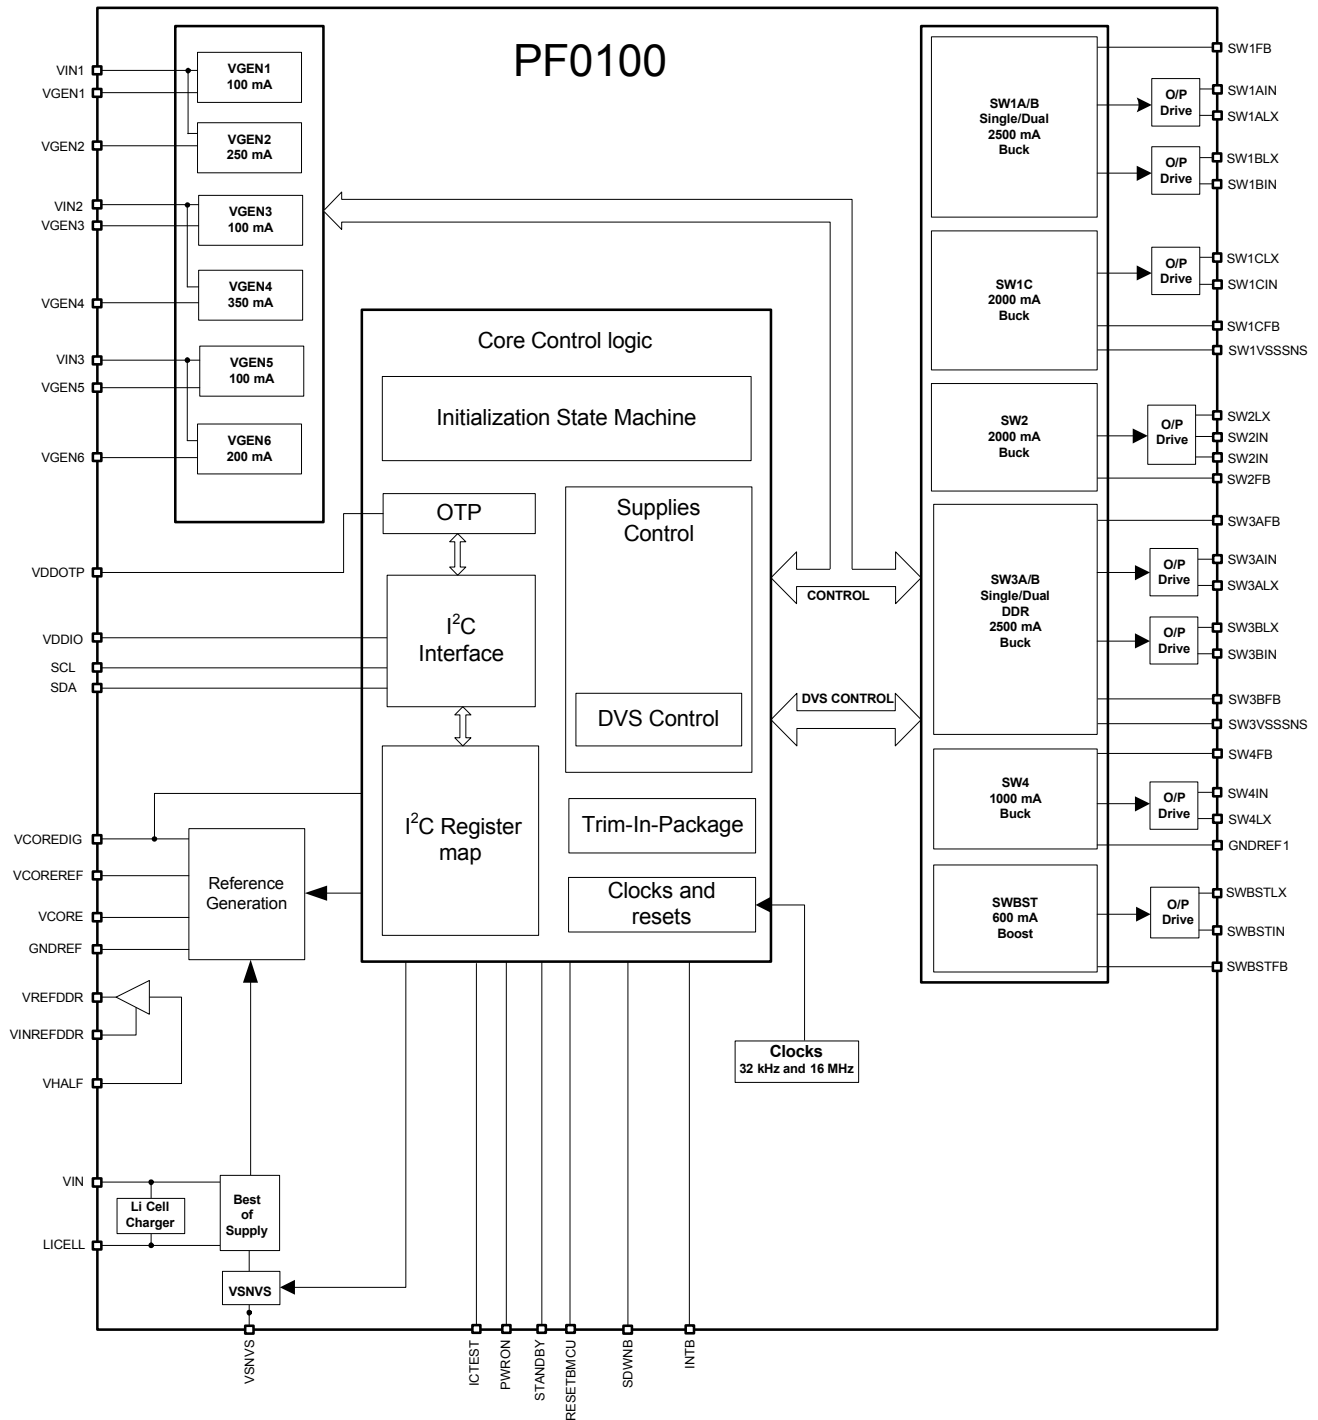 PF0100
VIN1
VGEN1
VGEN2
VIN2
VGEN3
VGEN4
VIN3
VGEN5
VGEN6
VDDOTP
VDDIO
SCL
SDA
VCOREDIG
VCOREREF
VCORE
GNDREF
VREFDDR
VINREFDDR
VHALF
VIN
LICELL
VGEN1
100 mA
VGEN2
250 mA
VGEN3
100 mA
VGEN4
350 mA
VGEN5
100 mA
VGEN6
200 mA
Core Control logic
Initialization State Machine
OTP
I²C
Interface
I²C Register
map
Supplies
Control
DVS Control
Trim-In-Package
Clocks and
resets
Reference
Generation
Li Cell
Charger
Best
of
Supply
VSNVS
Clocks
32 kHz and 16 MHz
CONTROL
DVS CONTROL
SW1A/B
Single/Dual
2500 mA
Buck
SW1C
2000 mA
Buck
SW2
2000 mA
Buck
SW3A/B
Single/Dual
DDR
2500 mA
Buck
SW4
1000 mA
Buck
SWBST
600 mA
Boost
O/P
Drive
O/P
Drive
O/P
Drive
O/P
Drive
O/P
Drive
O/P
Drive
O/P
Drive
O/P
Drive
SW1FB
SW1AIN
SW1ALX
SW1BLX
SW1BIN
SW1CLX
SW1CIN
SW1CFB
SW1VSSSNS
SW2LX
SW2IN
SW2IN
SW2FB
SW3AFB
SW3AIN
SW3ALX
SW3BLX
SW3BIN
SW3BFB
SW3VSSSNS
SW4FB
SW4IN
SW4LX
GNDREF1
SWBSTLX
SWBSTIN
SWBSTFB
VSNVS
ICTEST
PWRON
STANDBY
RESETBMCU
SDWNB
INTB